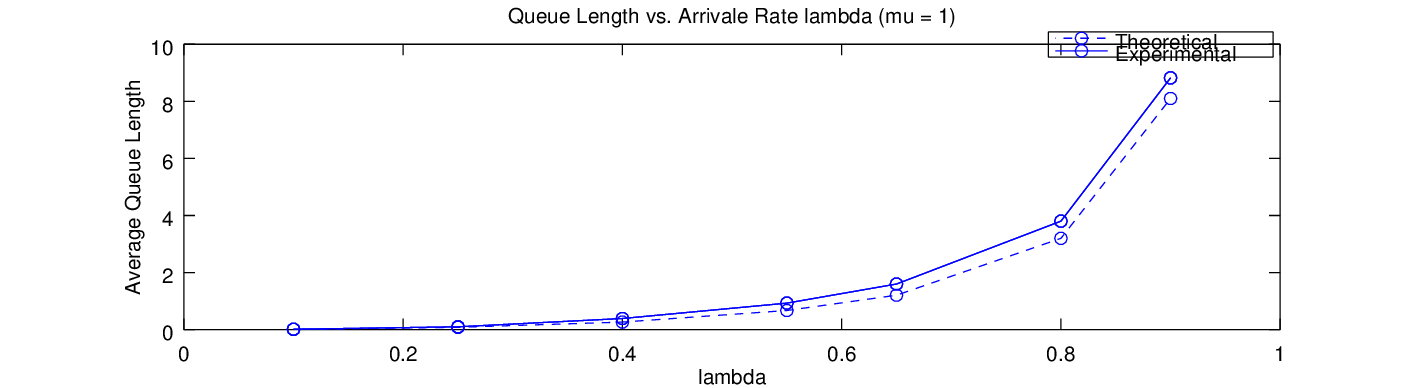 Queue Length vs. Arrivale Rate lambda (mu = 1)
Theoretical
Experimental
Average Queue Length
10
8
6
4
2
0
0 0.2 0.4 0.6 0.8 1
lambda